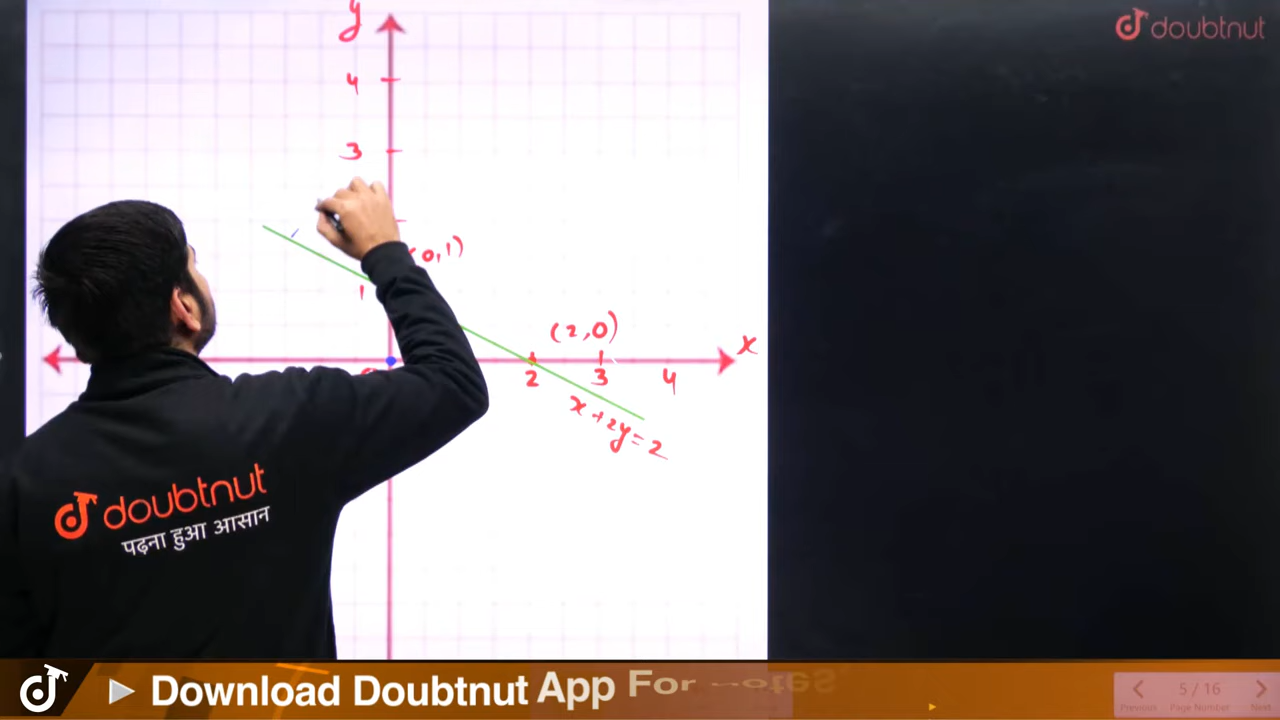 doubtnut
y
4
3
(0,1)
1
(2,0)
x
2 3 4
x+2y=2
doubtnut
पढ़ना हुआ आसान
Download Doubtnut App For
5 / 16
Previous Page Number Next